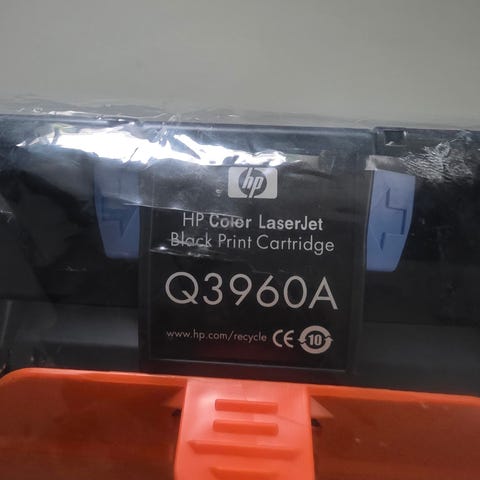 hp
HP Color LaserJet
Black Print Cartridge
Q3960A
www.hp.com/recycle CE 10